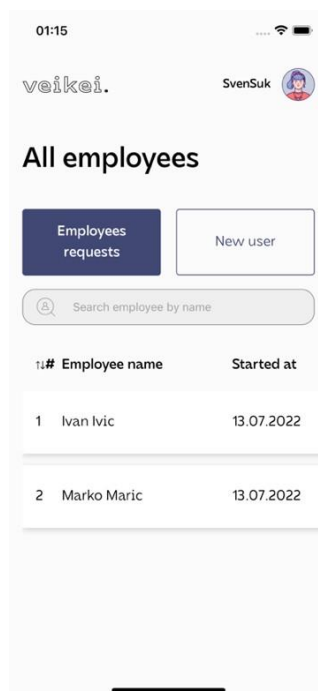 01:15
veikei.
SvenSuk
All employees
Employees
requests
New user
Search employee by name
↑↓# Employee name Started at
1 Ivan Ivic 13.07.2022
2 Marko Maric 13.07.2022